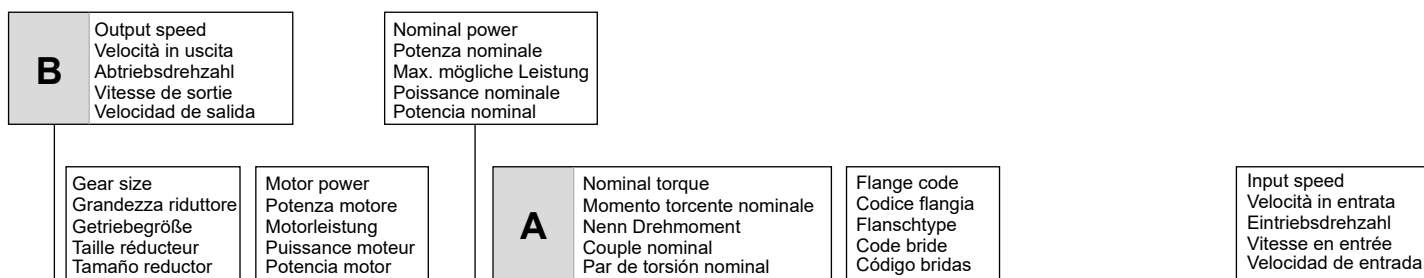 B
Output speed
Velocità in uscita
Abtriebsdrehzahl
Vitesse de sortie
Velocidad de salida
Nominal power
Potenza nominale
Max. mögliche Leistung
Poissance nominale
Potencia nominal
Gear size
Grandezza riduttore
Getriebegröße
Taille réducteur
Tamaño reductor
Motor power
Potenza motore
Motorleistung
Puissance moteur
Potencia motor
A
Nominal torque
Momento torcente nominale
Nenn Drehmoment
Couple nominal
Par de torsión nominal
Flange code
Codice flangia
Flanschtype
Code bride
Código bridas
Input speed
Velocità in entrata
Eintriebsdrehzahl
Vitesse en entrée
Velocidad de entrada